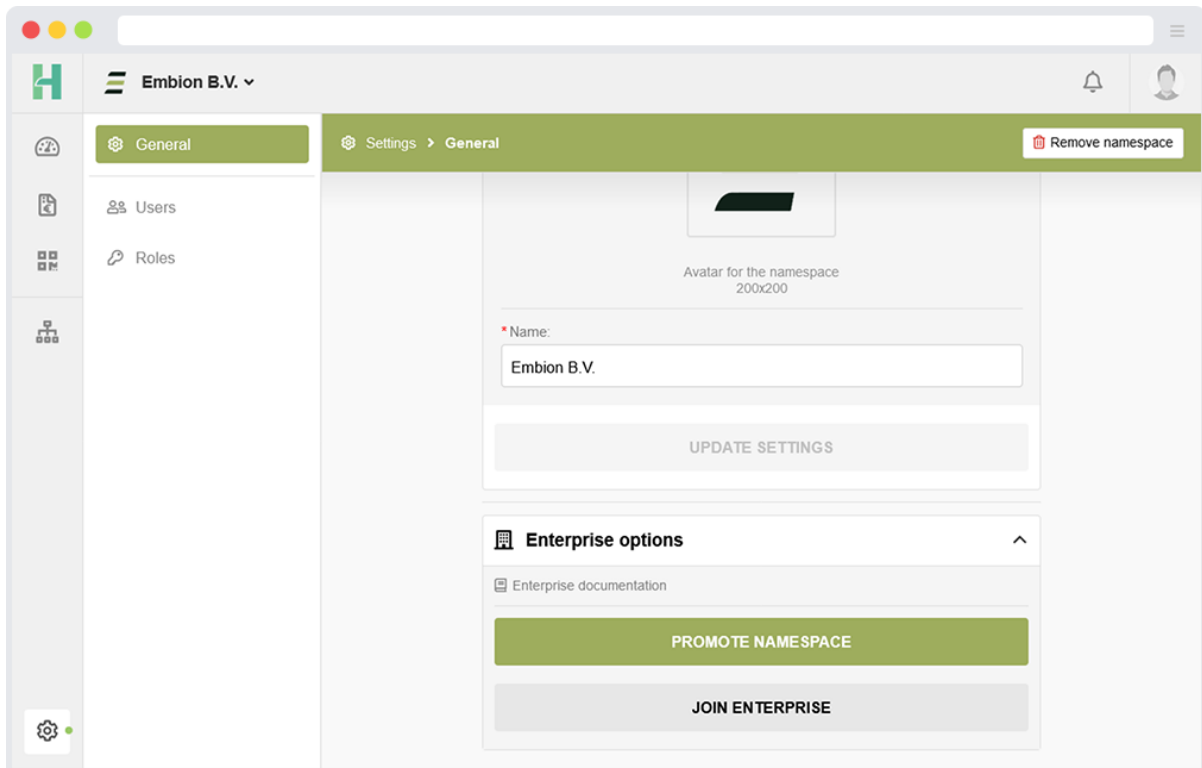 Embion B.V.
General
Settings > General
Remove namespace
Users
Roles
Avatar for the namespace
200x200
* Name:
Embion B.V.
UPDATE SETTINGS
Enterprise options
Enterprise documentation
PROMOTE NAMESPACE
JOIN ENTERPRISE